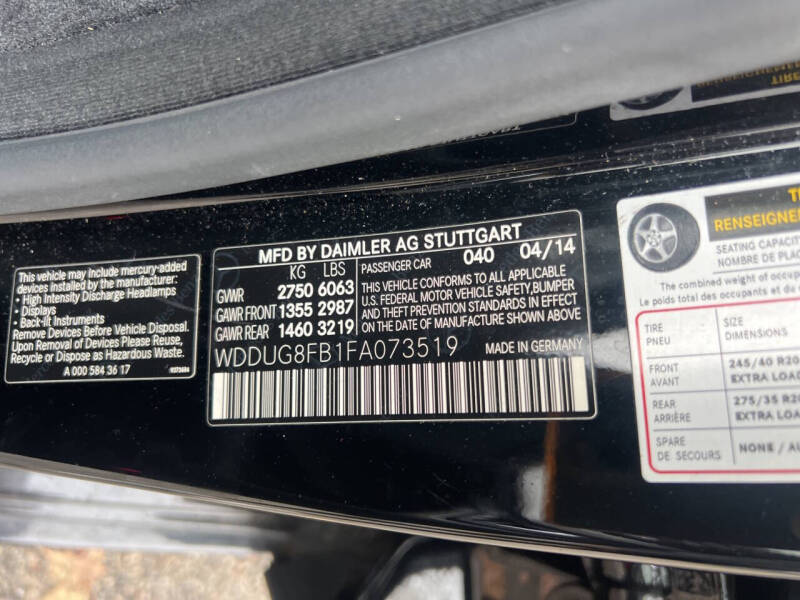 This vehicle may include mercury-added
devices installed by the manufacturer:
• High Intensity Discharge Headlamps
• Displays
• Back-lit Instruments
Remove Devices Before Vehicle Disposal.
Upon Removal of Devices Please Reuse,
Recycle or Dispose as Hazardous Waste.
A 000 584 36 17
MFD BY DAIMLER AG STUTTGART
KG LBS PASSENGER CAR 040 04/14
GVWR 2750 6063
GAWR FRONT 1355 2987
GAWR REAR 1460 3219
THIS VEHICLE CONFORMS TO ALL APPLICABLE
U.S. FEDERAL MOTOR VEHICLE SAFETY,BUMPER
AND THEFT PREVENTION STANDARDS IN EFFECT
ON THE DATE OF MANUFACTURE SHOWN ABOVE
WDDUG8FB1FA073519 MADE IN GERMANY
SEATING CAPACIT
NOMBRE DE PLAC
The combined weight of occup
Le poids total des occupants et du
TIRE SIZE
PNEU DIMENSIONS
FRONT 245/40 R20
AVANT EXTRA LOA
REAR 275/35 R20
ARRIÈRE EXTRA LOA
SPARE NONE / AU
DE SECOURS